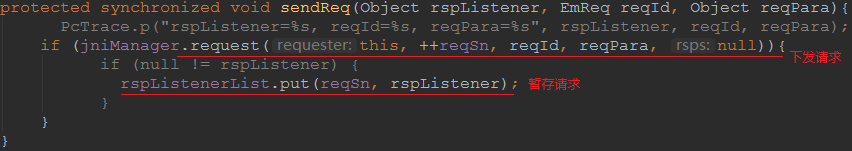 protected synchronized void sendReq(Object rspListener, EmReq reqId, Object reqPara){
PcTrace.p("rspListener=%s, reqId=%s, reqPara=%s", rspListener, reqId, reqPara);
if (jniManager.request( requester: this, ++reqSn, reqId, reqPara, rsps: null)){
下发请求
if (null != rspListener) {
rspListenerList.put(reqSn, rspListener); 暂存请求
}
}
}